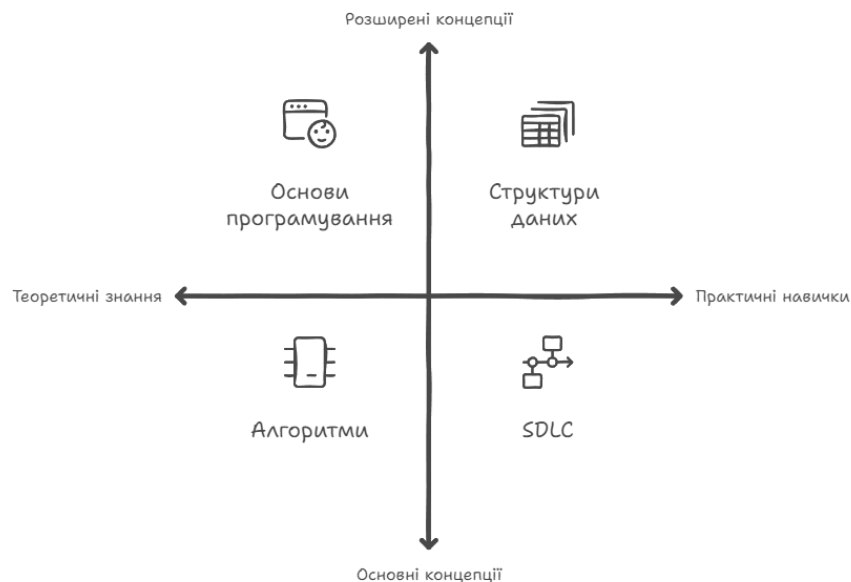 Розширені концепції
Основи
програмування
Структури
даних
Теоретичні знання
Практичні навички
Алгоритми
SDLC
Основні концепції